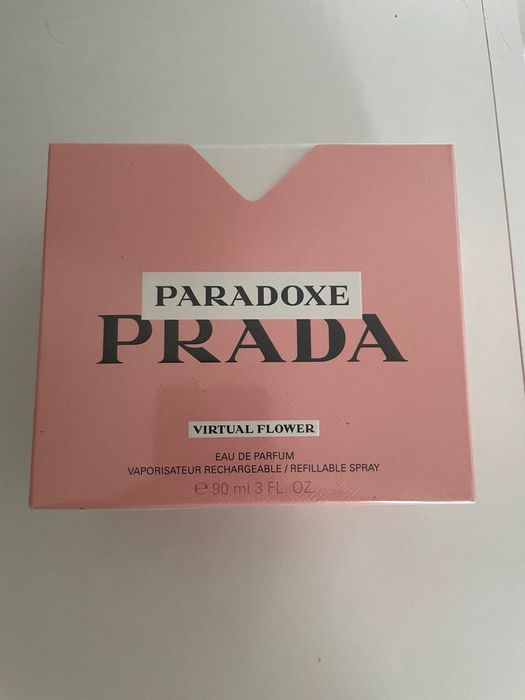 PARADOXE
PRADA
VIRTUAL FLOWER
EAU DE PARFUM
VAPORISATEUR RECHARGEABLE / REFILLABLE SPRAY
℮ 90 ml 3 FL. OZ.